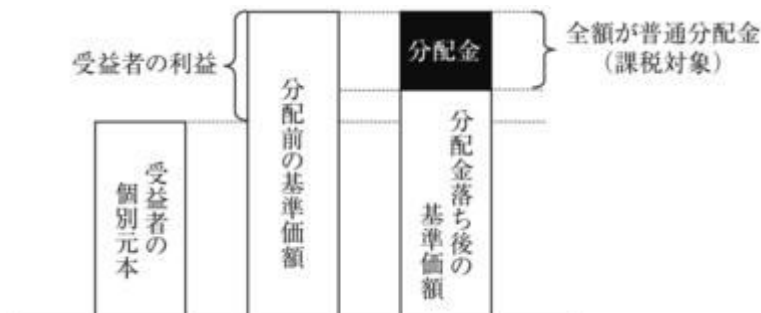 受益者の利益
分配金
全額が普通分配金
（課税対象）
受益者の
個別元本
分配前の基準価額
分配金落ち後の
基準価額